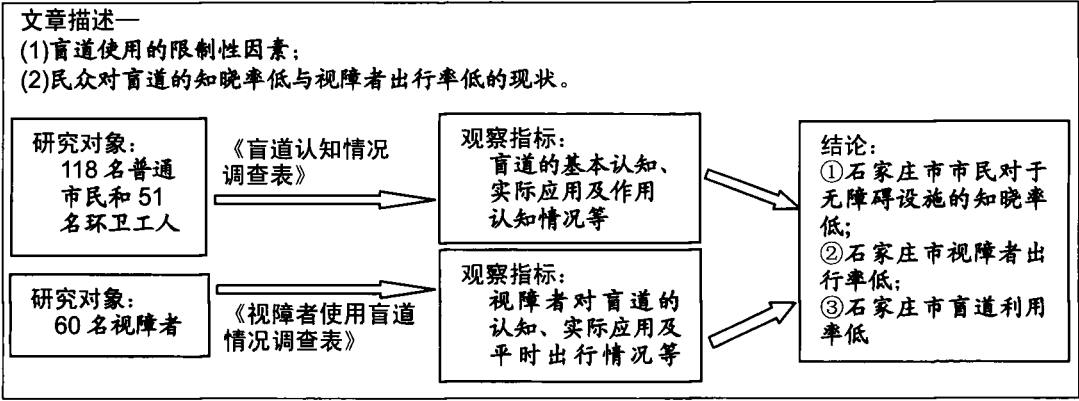 文章描述—
(1)盲道使用的限制性因素；
(2)民众对盲道的知晓率低与视障者出行率低的现状。
研究对象：
118名普通
市民和51
名环卫工人
《盲道认知情况
调查表》
观察指标：
盲道的基本认知、
实际应用及作用
认知情况等
研究对象：
60名视障者
《视障者使用盲道
情况调查表》
观察指标：
视障者对盲道的
认知、实际应用及
平时出行情况等
结论：
①石家庄市市民对于
无障碍设施的知晓率
低；
②石家庄市视障者出
行率低；
③石家庄市盲道利用
率低